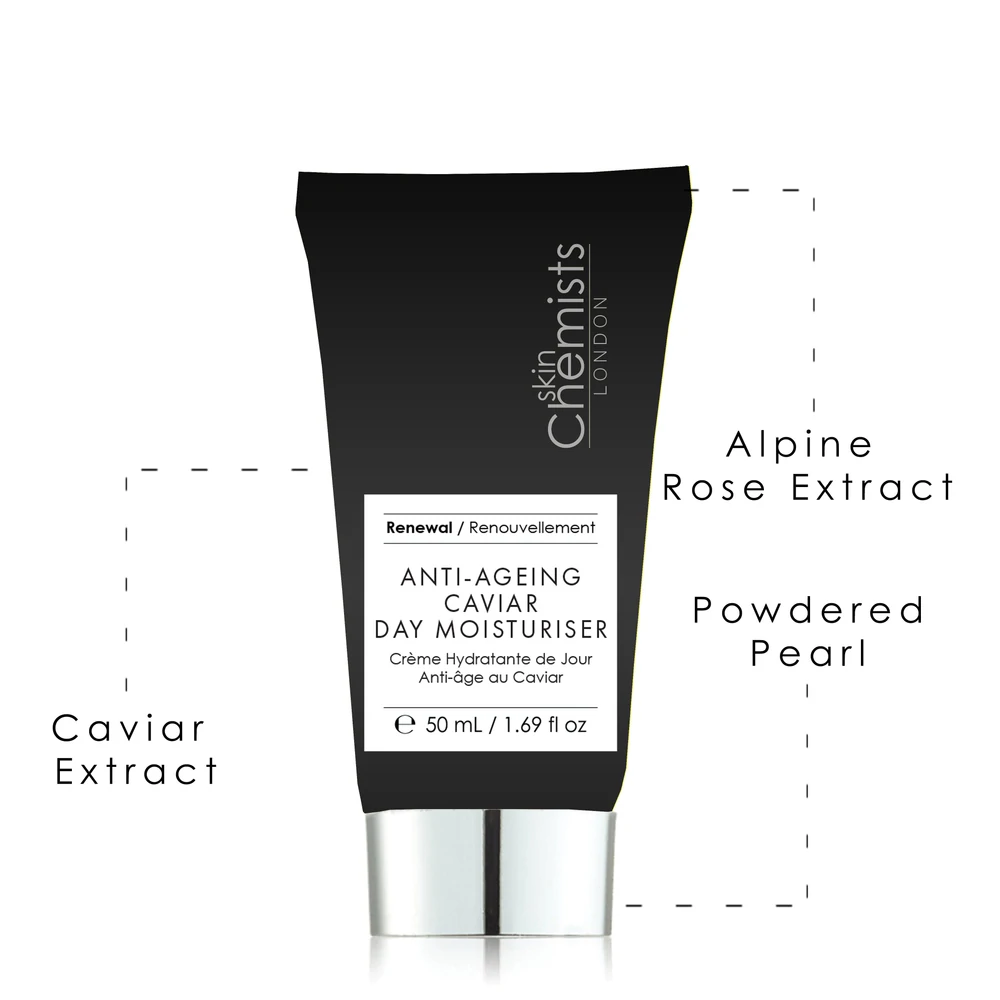 skin
Chemists
LONDON
Alpine
Rose Extract
Renewal / Renouvellement
ANTI-AGEING
CAVIAR
DAY MOISTURISER
Crème Hydratante de Jour
Anti-âge au Caviar
℮ 50 mL / 1.69 fl oz
Powdered
Pearl
Caviar
Extract